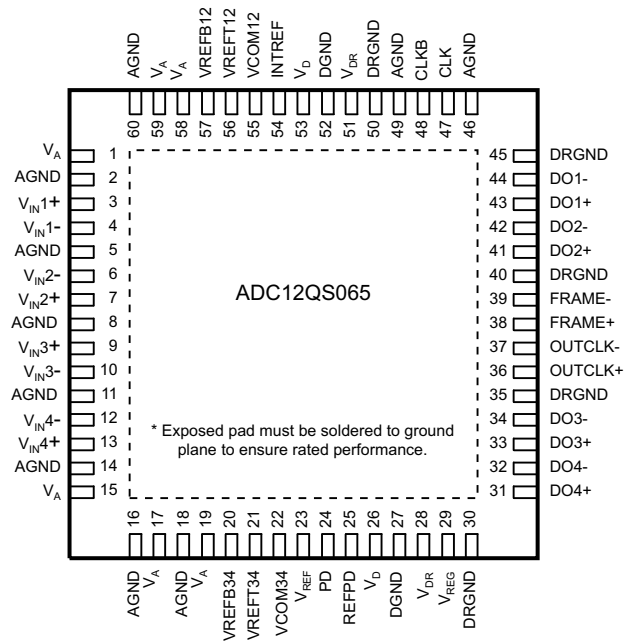 AGND
VA
VA
VREFB12
VREFT12
VCOM12
INTREF
VD
DGND
VDR
DRGND
AGND
CLKB
CLK
AGND
60
59
58
57
56
55
54
53
52
51
50
49
48
47
46
VA 1
AGND 2
VIN1+ 3
VIN1- 4
AGND 5
VIN2- 6
VIN2+ 7
AGND 8
VIN3+ 9
VIN3- 10
AGND 11
VIN4- 12
VIN4+ 13
AGND 14
VA 15
ADC12QS065
* Exposed pad must be soldered to ground
plane to ensure rated performance.
45 DRGND
44 DO1-
43 DO1+
42 DO2-
41 DO2+
40 DRGND
39 FRAME-
38 FRAME+
37 OUTCLK-
36 OUTCLK+
35 DRGND
34 DO3-
33 DO3+
32 DO4-
31 DO4+
16
17
18
19
20
21
22
23
24
25
26
27
28
29
30
AGND
VA
AGND
VA
VREFB34
VREFT34
VCOM34
VREF
PD
REFPD
VD
DGND
VDR
VREG
DRGND